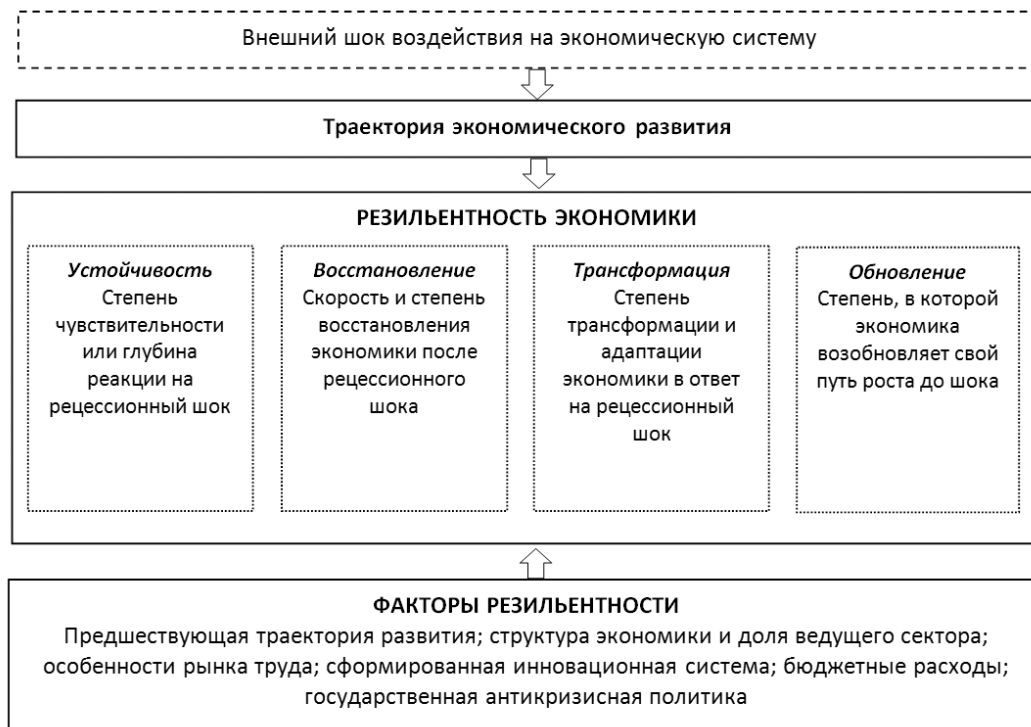 Внешний шок воздействия на экономическую систему
Траектория экономического развития
РЕЗИЛЬЕНТНОСТЬ ЭКОНОМИКИ
Устойчивость
Степень
чувствительности
или глубина
реакции на
рецессионный шок
Восстановление
Скорость и степень
восстановления
экономики после
рецессионного
шока
Трансформация
Степень
трансформации и
адаптации
экономики в ответ
на рецессионный
шок
Обновление
Степень, в которой
экономика
возобновляет свой
путь роста до шока
ФАКТОРЫ РЕЗИЛЬЕНТНОСТИ
Предшествующая траектория развития; структура экономики и доля ведущего сектора;
особенности рынка труда; сформированная инновационная система; бюджетные расходы;
государственная антикризисная политика